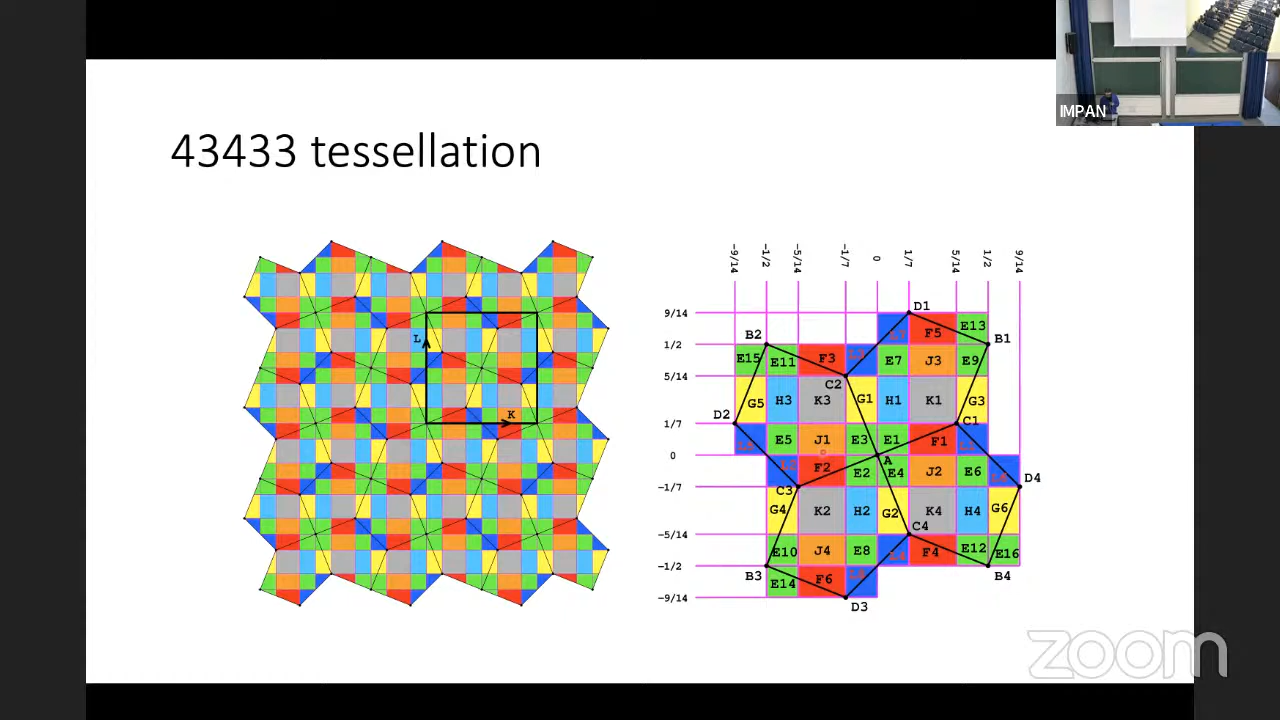 IMPAN
43433 tessellation
L
K
-9/14 -1/2 -5/14 -1/7 0 1/7 5/14 1/2 9/14
D1
9/14
F5 E13
B2 B1
1/2
E15 E11 F3 E7 J3 E9
5/14
C2
G5 H3 K3 G1 H1 K1 G3
D2 C1
1/7
E5 J1 E3 E1 F1
0
A
F2 E2 E4 J2 E6
D4
-1/7
C3
G4 K2 H2 G2 K4 H4 G6
C4
-5/14
E10 J4 E8 F4 E12 E16
-1/2
B3 B4
E14 F6
-9/14
D3
zoom